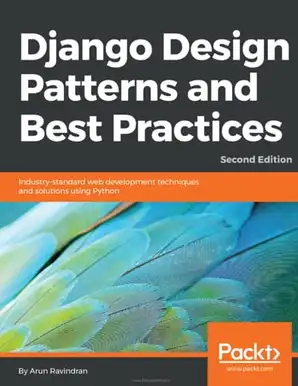 Django Design
Patterns and
Best Practices
Second Edition
Industry-standard web development techniques
and solutions using Python
Packt>
www.packt.com
By Arun Ravindran